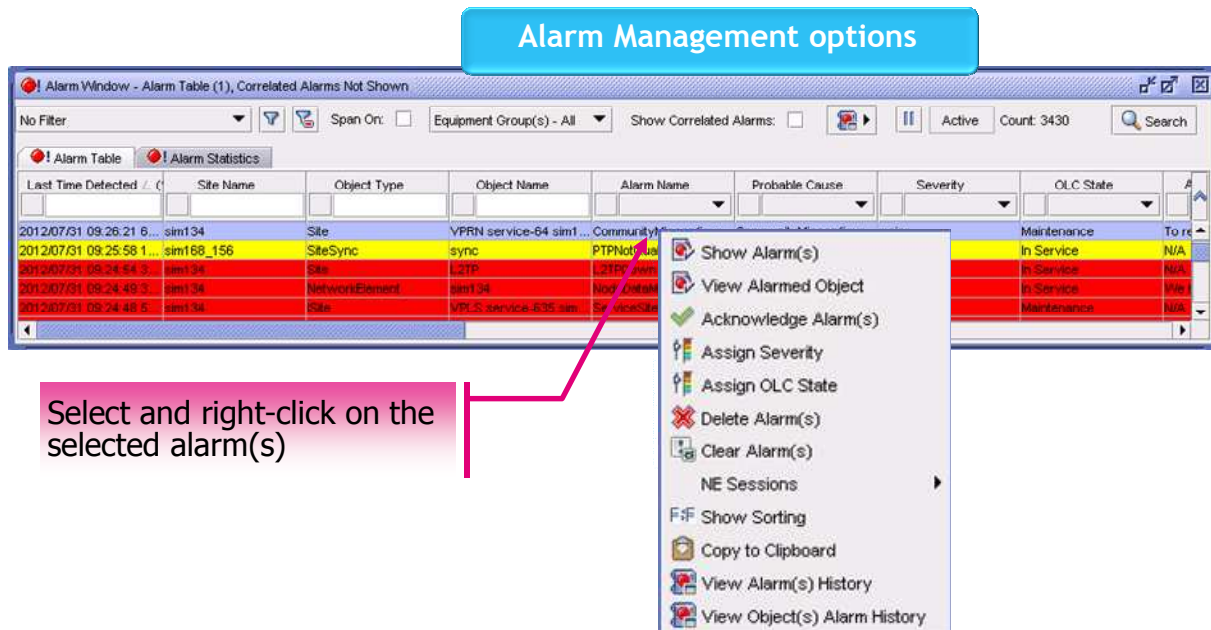 Alarm Management options
Alarm Window - Alarm Table (1), Correlated Alarms Not Shown
No Filter Span On: Equipment Group(s) - All Show Correlated Alarms: Active Count: 3430 Search
Alarm Table Alarm Statistics
Last Time Detected Site Name Object Type Object Name Alarm Name Probable Cause Severity OLC State
2012/07/31 09:26:21 6... sim134 Site VPRN service-64 sim1... Maintenance To re
2012/07/31 09:25:58 1... sim168_156 SiteSync sync In Service N/A
2012/07/31 09:24:54 3... sim134 Site L2TP In Service N/A
2012/07/31 09:24:49 3... sim134 NetworkElement sim134 In Service
2012/07/31 09:24:48 5... sim134 Site VPLS service-635 sim... Maintenance N/A
Show Alarm(s)
View Alarmed Object
Acknowledge Alarm(s)
Assign Severity
Assign OLC State
Delete Alarm(s)
Clear Alarm(s)
NE Sessions
Show Sorting
Copy to Clipboard
View Alarm(s) History
View Object(s) Alarm History
Select and right-click on the
selected alarm(s)